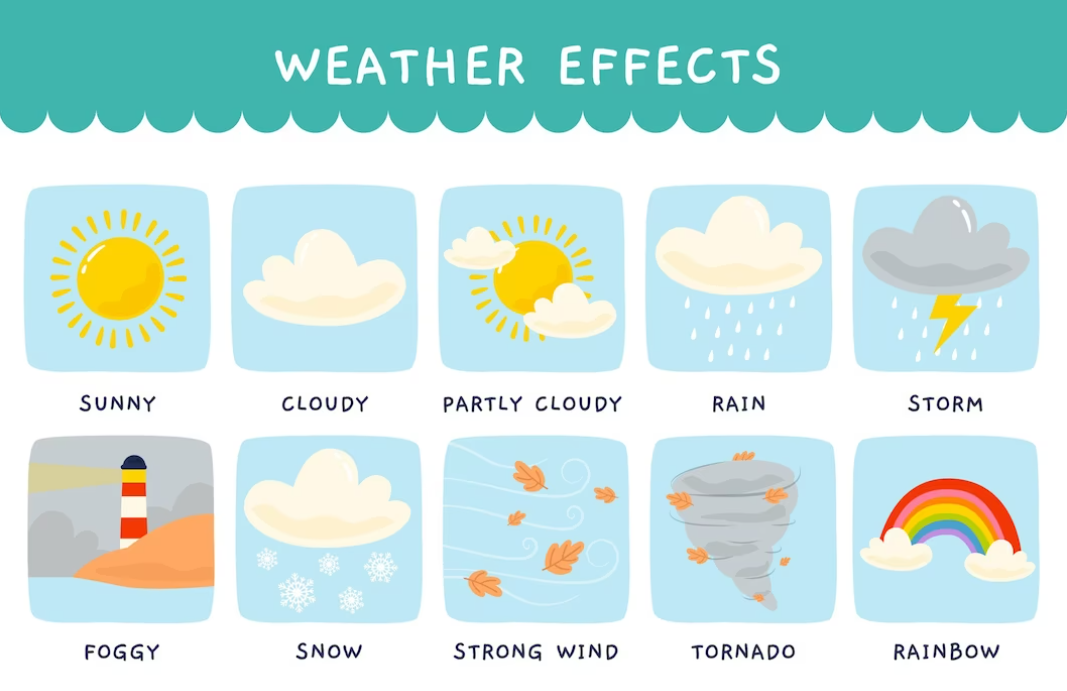 WEATHER EFFECTS
SUNNY
CLOUDY
PARTLY CLOUDY
RAIN
STORM
FOGGY
SNOW
STRONG WIND
TORNADO
RAINBOW